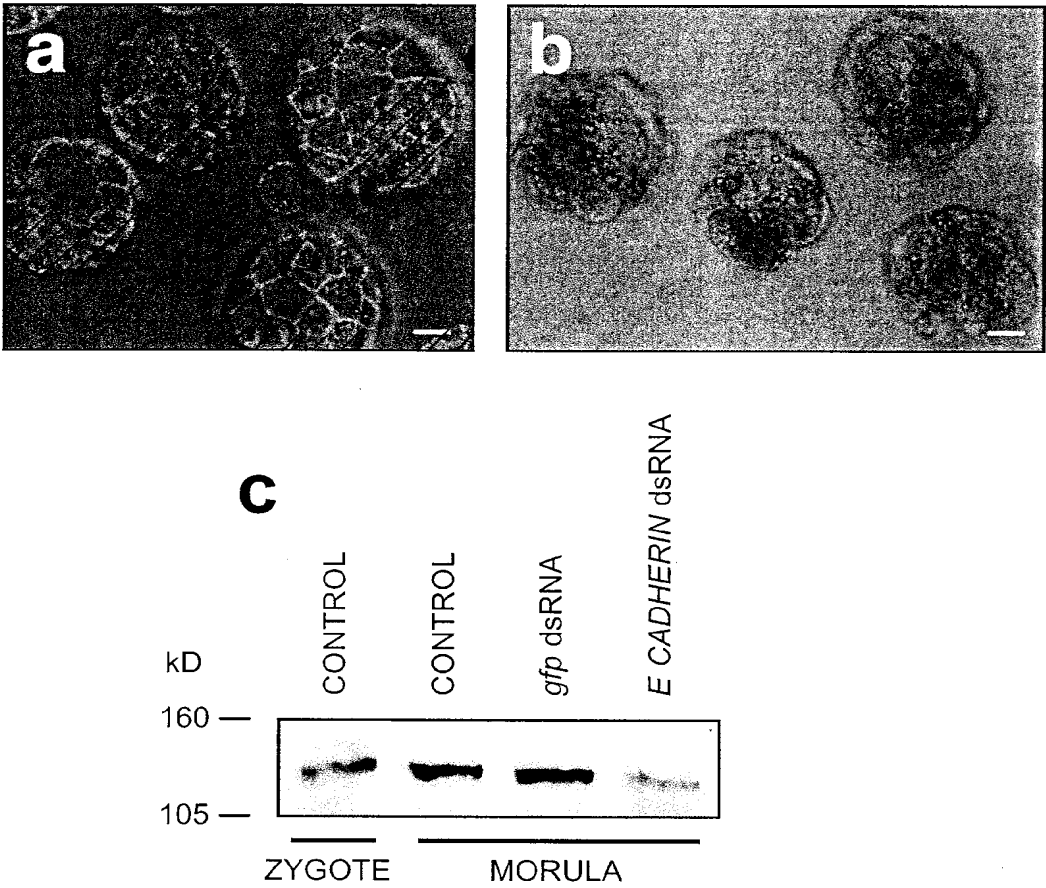 a
b
c
kD
CONTROL
CONTROL
gfp dsRNA
E CADHERIN dsRNA
160
105
ZYGOTE
MORULA